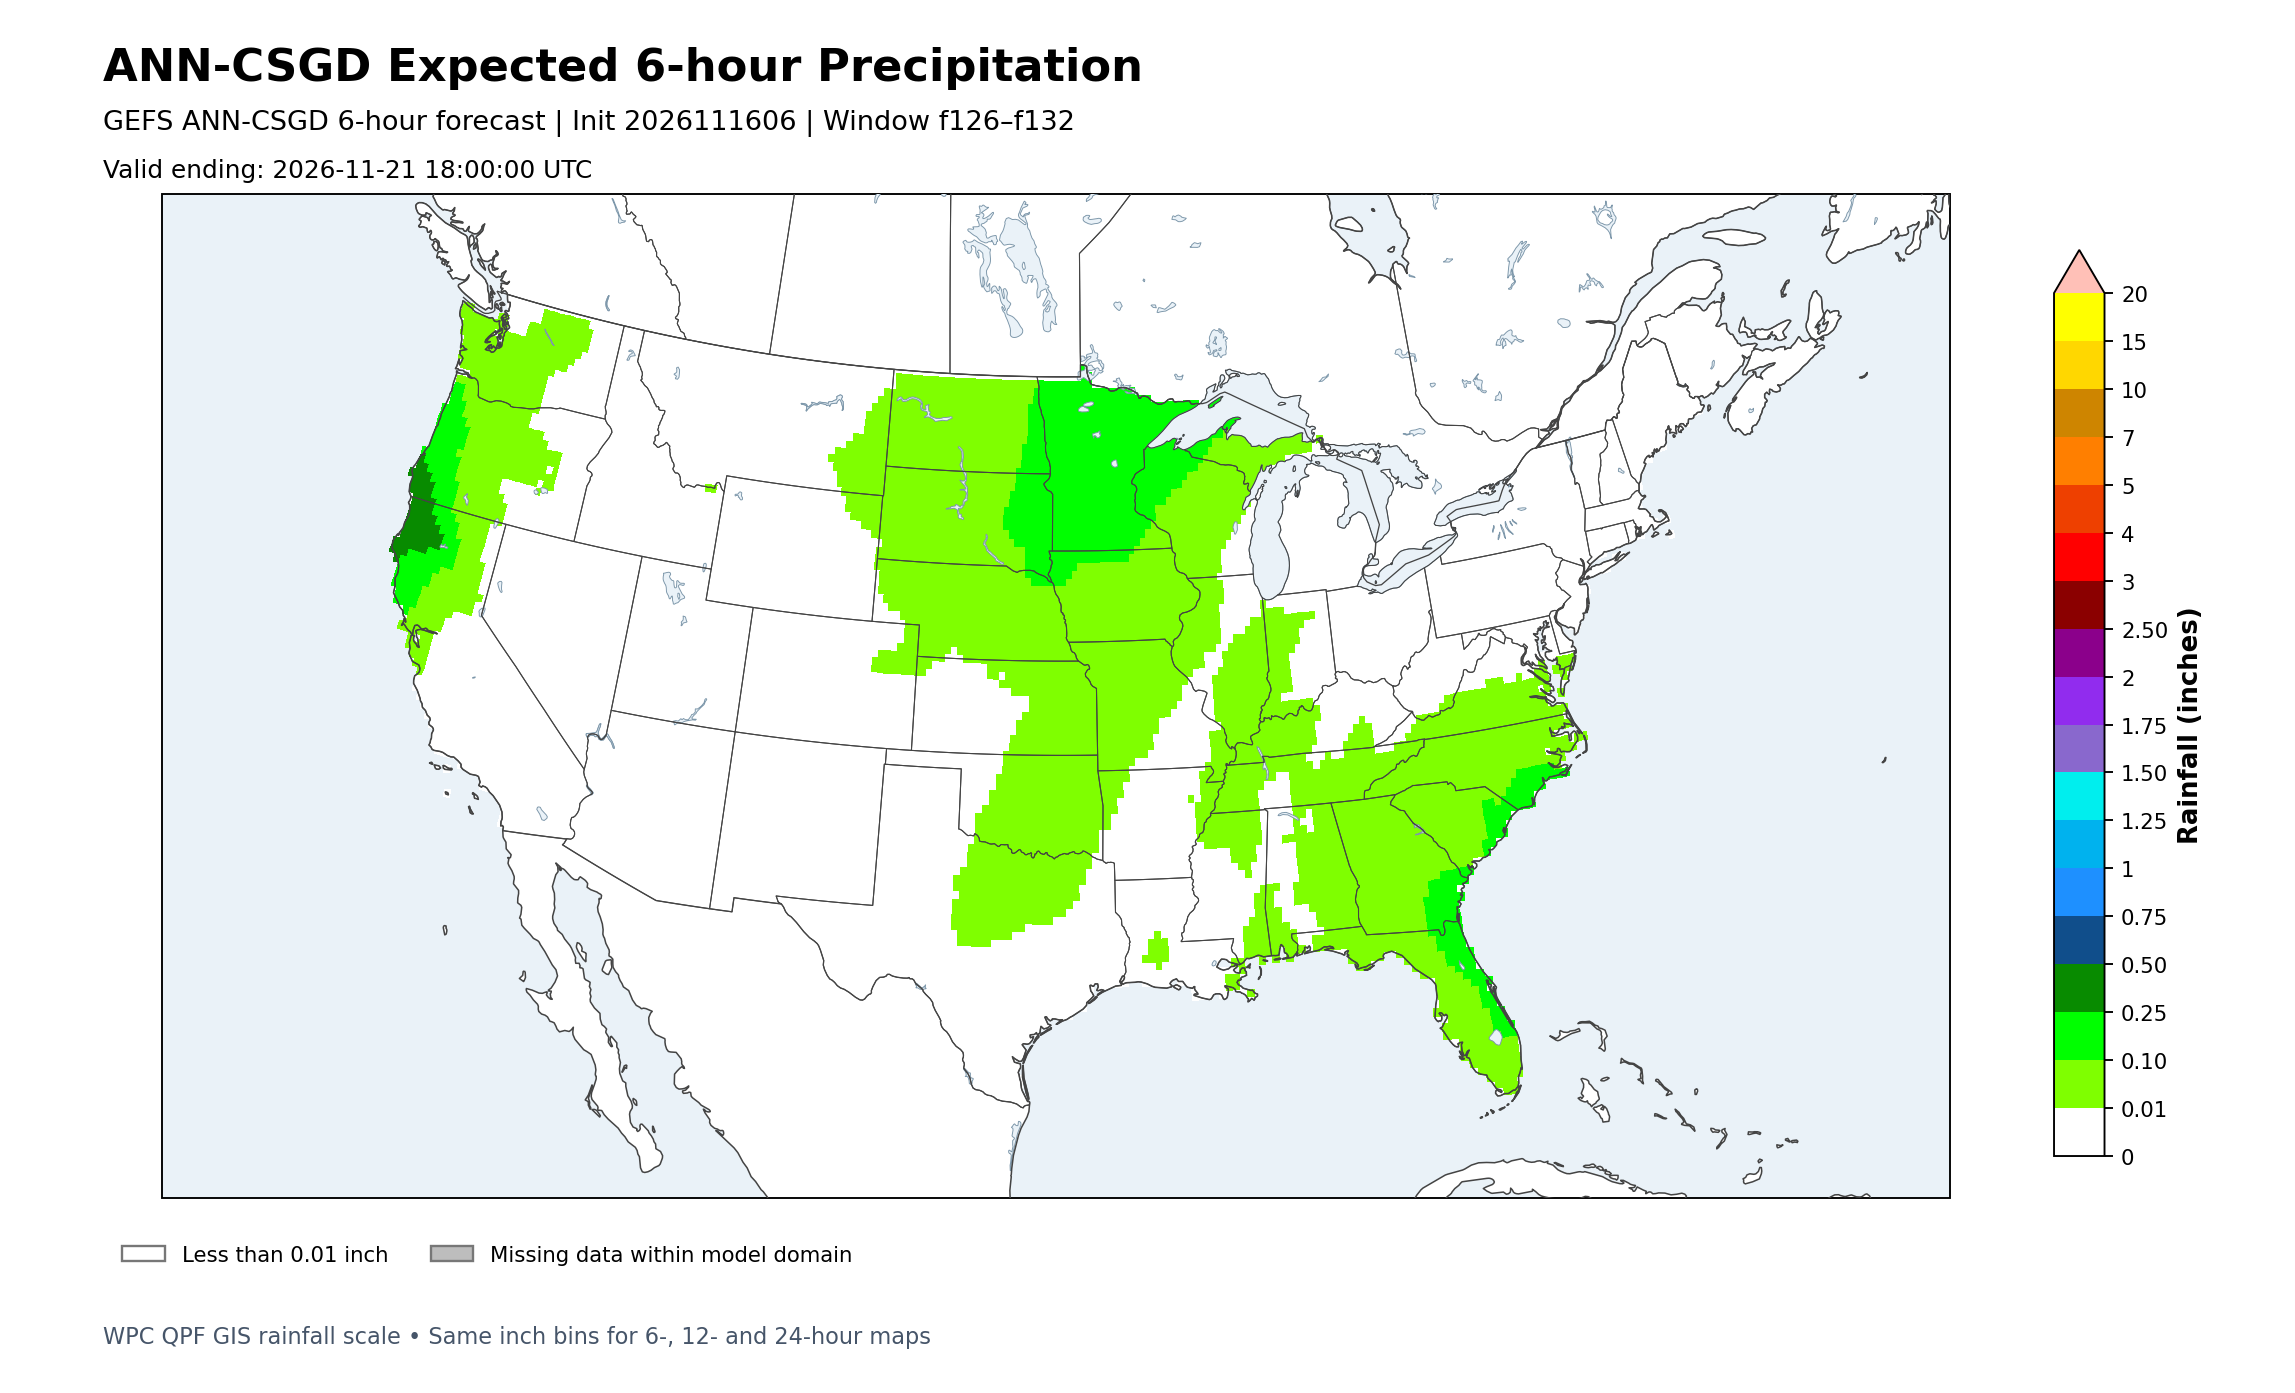 ANN-CSGD Expected 6-hour Precipitation
GEFS ANN-CSGD 6-hour forecast | Init 2026111606 | Window f126–f132
Valid ending: 2026-11-21 18:00:00 UTC
20
15
10
7
5
4
3
2.50
2
1.75
1.50
1.25
1
0.75
0.50
0.25
0.10
0.01
0
Rainfall (inches)
Less than 0.01 inch
Missing data within model domain
WPC QPF GIS rainfall scale • Same inch bins for 6-, 12- and 24-hour maps